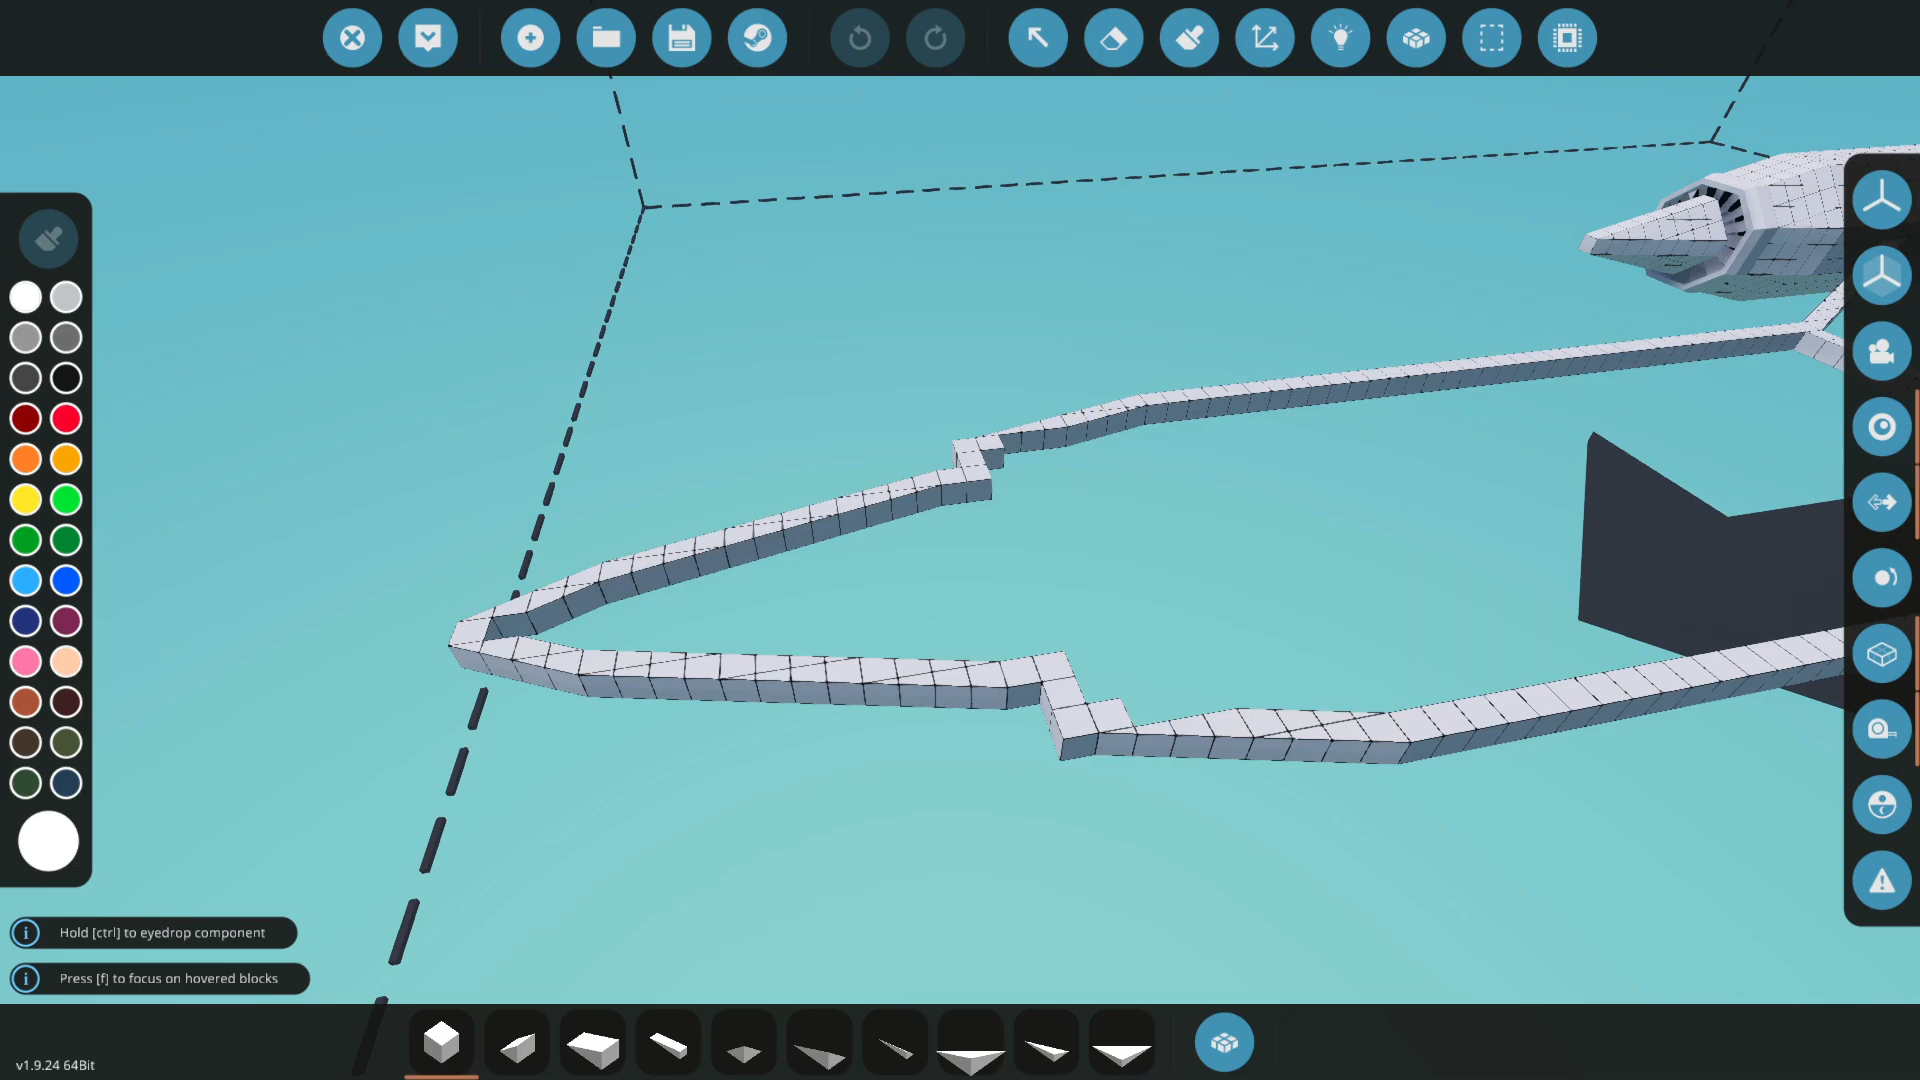 Hold [ctrl] to eyedrop component
Press [f] to focus on hovered blocks
v1.9.24 64Bit